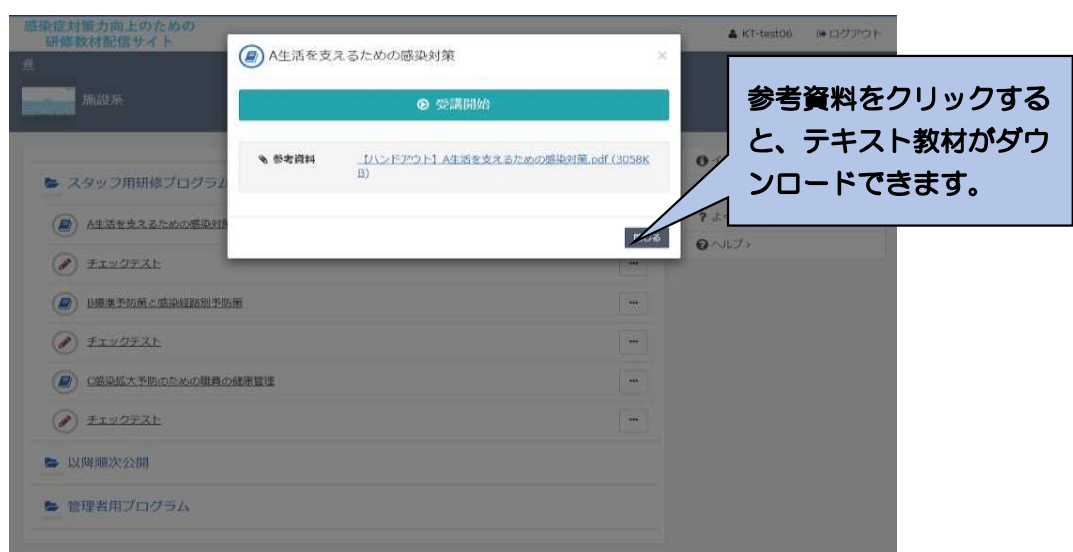 感染症対策力向上のための
研修教材配信サイト
KT-test06 ログアウト
施設系
A生活を支えるための感染対策
×
受講開始
参考資料
【ハンドアウト】A生活を支えるための感染対策.pdf (3058K
B)
参考資料をクリックする
と、テキスト教材がダウ
ンロードできます。
スタッフ用研修プログラム
A生活を支えるための感染対
チェックテスト
B標準予防策と感染経路別予防策
チェックテスト
C感染拡大予防のための職員の健康管理
チェックテスト
以降順次公開
管理者用プログラム
? よ
ヘルプ ›